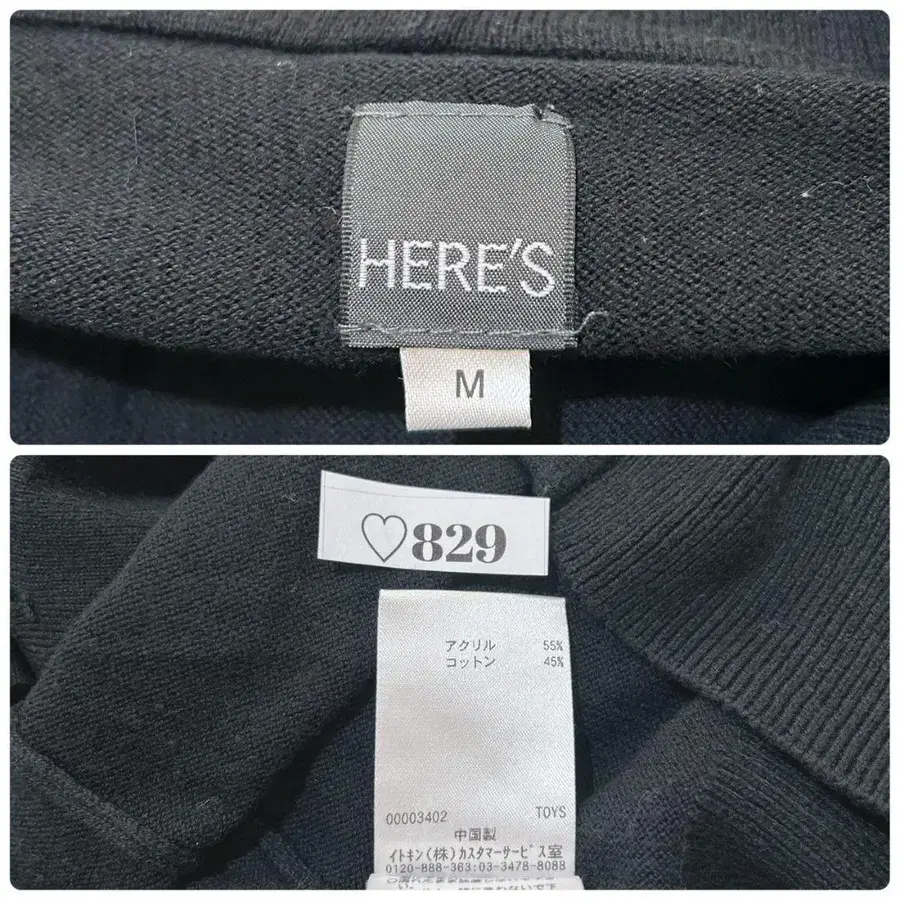 HERE'S
M
♡829
アクリル 55%
コットン 45%
00003402 TOYS
中国製
イトキン(株)カスタマーサービス室
0120-888-363:03-3478-8088